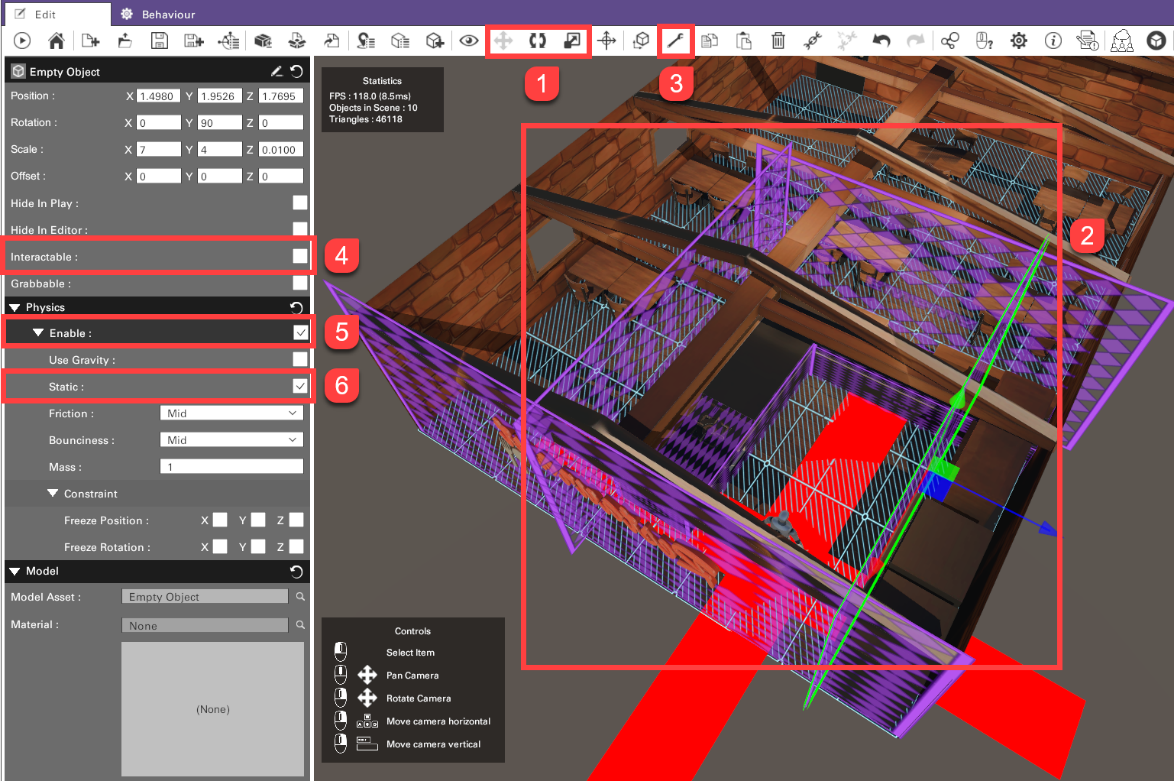 Edit
Behaviour
1
3
Empty Object
Position : X 1.4980 Y 1.9526 Z 1.7695
Rotation : X 0 Y 90 Z 0
Scale : X 7 Y 4 Z 0.0100
Offset : X 0 Y 0 Z 0
Hide In Play :
Hide In Editor :
Interactable :
4
Grabbable :
Physics
Enable :
5
Use Gravity :
Static :
6
Friction : Mid
Bounciness : Mid
Mass : 1
Constraint
Freeze Position : X Y Z
Freeze Rotation : X Y Z
Model
Model Asset : Empty Object
Material : None
(None)
Statistics
FPS : 118.0 (8.5ms)
Objects in Scene : 10
Triangles : 46118
2
Controls
Select Item
Pan Camera
Rotate Camera
Move camera horizontal
Move camera vertical